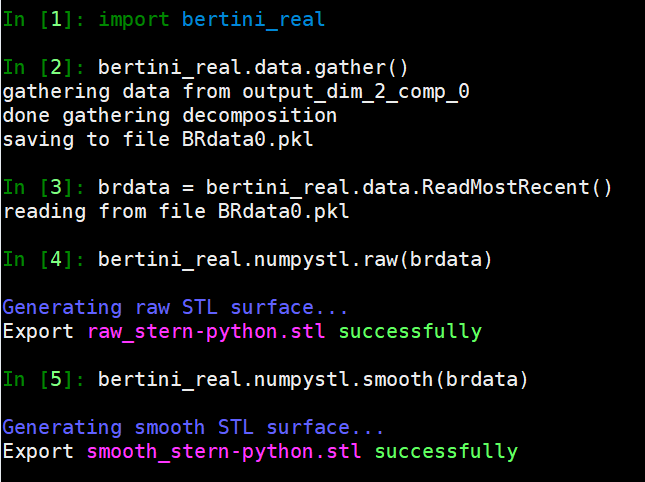 In [1]: import bertini_real
In [2]: bertini_real.data.gather()
gathering data from output_dim_2_comp_0
done gathering decomposition
saving to file BRdata0.pkl
In [3]: brdata = bertini_real.data.ReadMostRecent()
reading from file BRdata0.pkl
In [4]: bertini_real.numpystl.raw(brdata)
Generating raw STL surface...
Export raw_stern-python.stl successfully
In [5]: bertini_real.numpystl.smooth(brdata)
Generating smooth STL surface...
Export smooth_stern-python.stl successfully